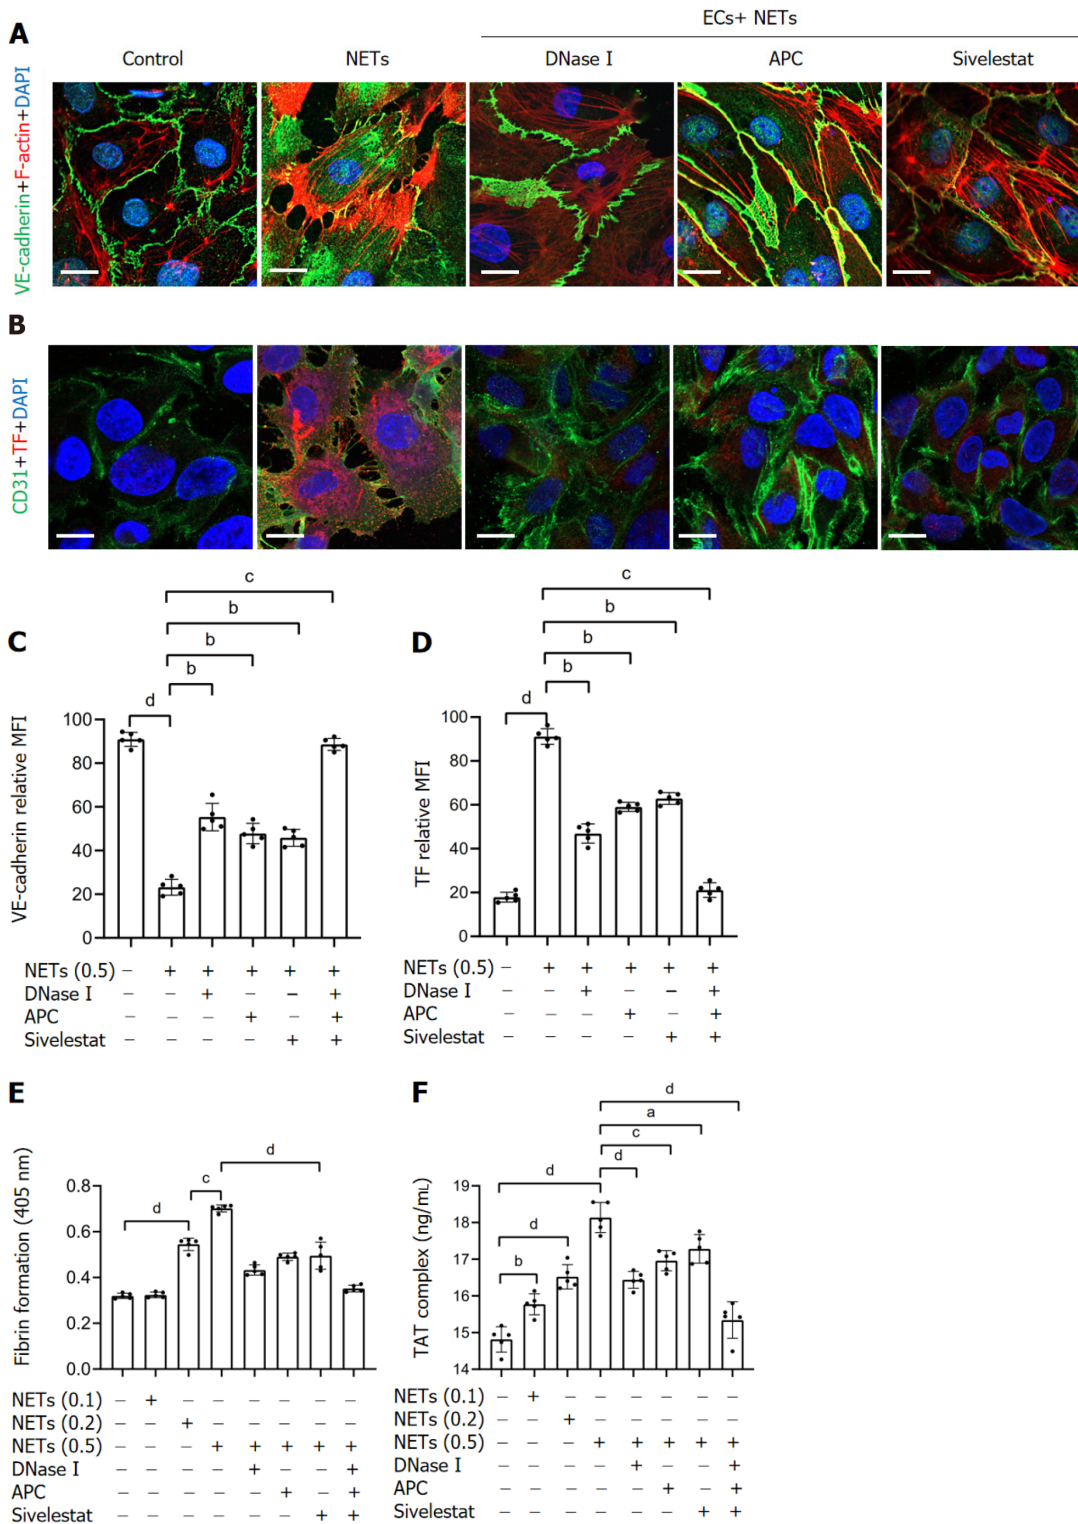 ECs+ NETs
A
Control NETs DNase I APC Sivelestat
VE-cadherin+F-actin+DAPI
B
CD31+TF+DAPI
C
c
b
b
b
d
VE-cadherin relative MFI
100
80
60
40
20
0
NETs (0.5) – + + + + +
DNase I – – + – – +
APC – – – + – +
Sivelestat – – – – + +
D
c
b
b
b
d
TF relative MFI
100
80
60
40
20
0
NETs (0.5) – + + + + +
DNase I – – + – – +
APC – – – + – +
Sivelestat – – – – + +
E
d
c
d
Fibrin formation (405 nm)
0.8
0.6
0.4
0.2
0.0
NETs (0.1) – + – – – – – –
NETs (0.2) – – + – – – – –
NETs (0.5) – – – + + + + +
DNase I – – – – + – – +
APC – – – – – + – +
Sivelestat – – – – – – + +
F
d
a
c
d
d
d
b
TAT complex (ng/mL)
19
18
17
16
15
14
NETs (0.1) – + – – – – – –
NETs (0.2) – – + – – – – –
NETs (0.5) – – – + + + + +
DNase I – – – – + – – +
APC – – – – – + – +
Sivelestat – – – – – – + +